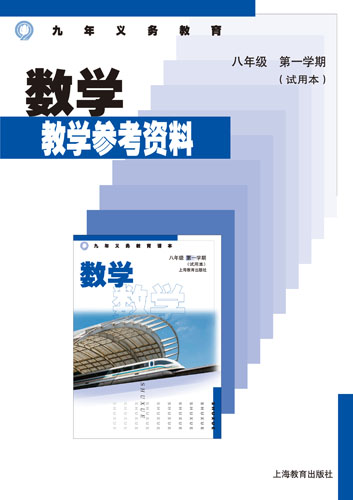 九年义务教育
八年级 第一学期
(试用本)
数学
教学参考资料
九年义务教育课本
八年级 第一学期
(试用本)
上海教育出版社
数学
数学
SHUXUE
上海教育出版社